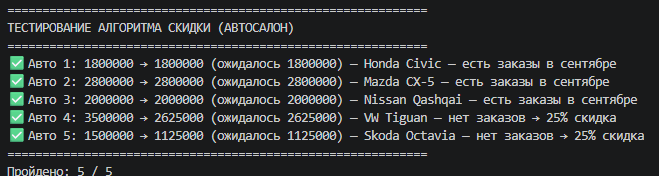 ============================================================
ТЕСТИРОВАНИЕ АЛГОРИТМА СКИДКИ (АВТОСАЛОН)
============================================================
✅ Авто 1: 1800000 → 1800000 (ожидалось 1800000) — Honda Civic — есть заказы в сентябре
✅ Авто 2: 2800000 → 2800000 (ожидалось 2800000) — Mazda CX-5 — есть заказы в сентябре
✅ Авто 3: 2000000 → 2000000 (ожидалось 2000000) — Nissan Qashqai — есть заказы в сентябре
✅ Авто 4: 3500000 → 2625000 (ожидалось 2625000) — VW Tiguan — нет заказов → 25% скидка
✅ Авто 5: 1500000 → 1125000 (ожидалось 1125000) — Skoda Octavia — нет заказов → 25% скидка
============================================================
Пройдено: 5 / 5